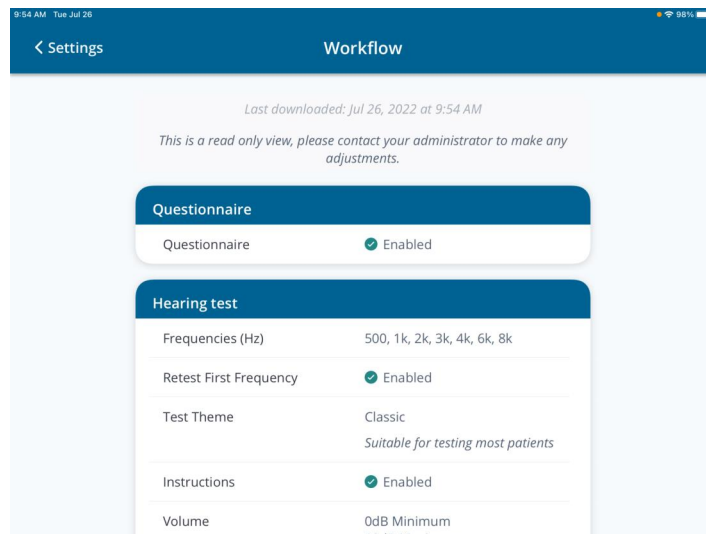 9:54 AM Tue Jul 26
98%
Settings
Workflow
Last downloaded: Jul 26, 2022 at 9:54 AM
This is a read only view, please contact your administrator to make any
adjustments.
Questionnaire
Questionnaire
Enabled
Hearing test
Frequencies (Hz)
500, 1k, 2k, 3k, 4k, 6k, 8k
Retest First Frequency
Enabled
Test Theme
Classic
Suitable for testing most patients
Instructions
Enabled
Volume
0dB Minimum